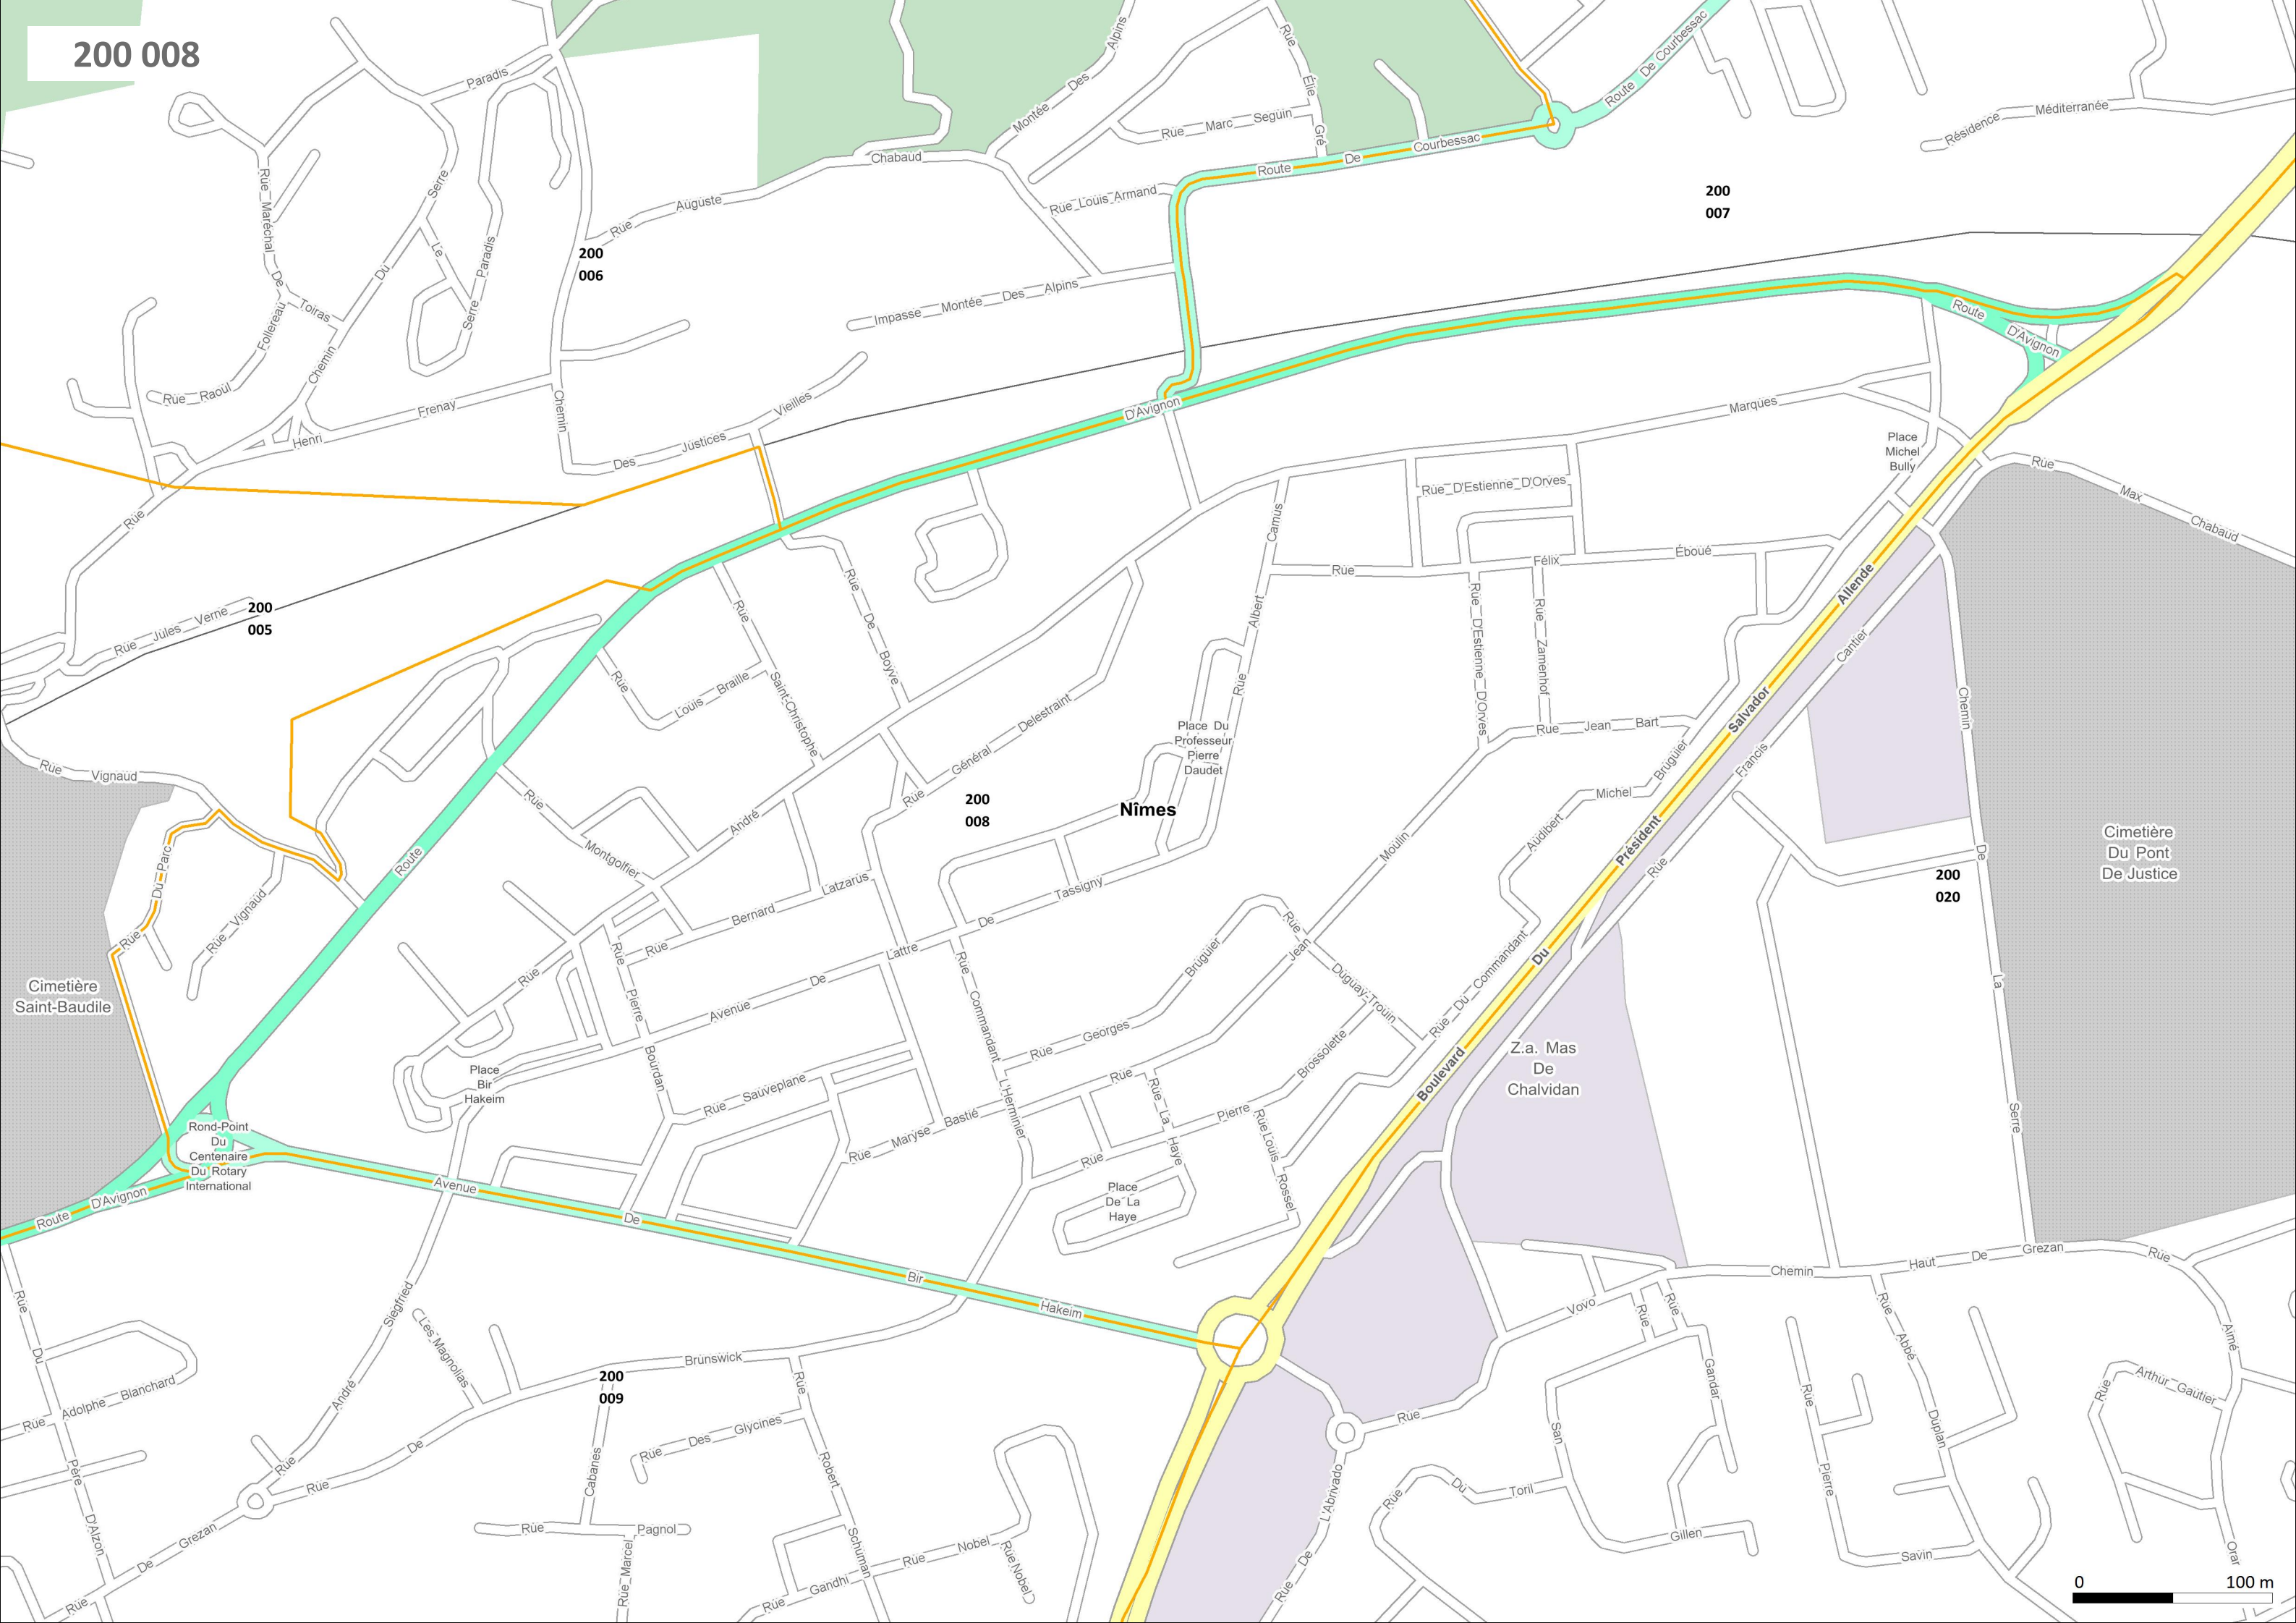 200 008
Paradis
Montée Des Alpins
Rue Élie Gré
Route De Courbessac
Rue Marc Seguin
Résidence Méditerranée
Chabaud
Auguste
Rue
Route De Courbessac
Rue Louis Armand
200
007
Rue Maréchal De
Toiras
Chemin Du Serre
Le
Serre Paradis
200
006
Impasse Montée Des Alpins
Follereau
Rue Raoul
Henri Frenay
Chemin
Des Justices Vieilles
D'Avignon
Route D'Avignon
Marques
Place
Michel
Bully
Rue Max Chabaud
Rue D'Estienne D'Orves
Rue
Camus
Albert
Rue
Rue Félix Éboué
Allende
Cantier
Rue Jules Verne
200
005
Rue De Boyve
Rue Saint-Christophe
Rue Louis Braille
Rue D'Estienne D'Orves
Rue Zamenhof
Rue Jean Bart
Salvador
Chemin
Rue Vignaud
Rue Général Delestraint
Place Du
Professeur
Pierre
Daudet
Michel Bruguier
Francis
200
008
Nîmes
Rue Montgolfier
André
Route
Moulin
Audibert
Président
Rue
De
Cimetière
Du Pont
De Justice
200
020
Rue Du Parc
Rue Vignaud
Rue Bernard Latzarus
Avenue De Lattre De Tassigny
Rue
Rue Pierre Bourdan
Rue Commandant L'Herminier
Rue Georges Bruguier
Jean
Rue Duguay-Trouin
Rue Du Commandant
Du
La
Cimetière
Saint-Baudile
Place
Bir
Hakeim
Rue Sauveplane
Rue Maryse Bastié
Rue
Rue La Haye
Rue Pierre Brossolette
Rue Louis Rossel
Boulevard
Z.a. Mas
De
Chalvidan
Serre
Rond-Point
Du
Centenaire
Du Rotary
International
Route D'Avignon
Avenue De Bir Hakeim
Place
De La
Haye
Chemin Haut De Grezan
Rue Aimé Orar
Rue Du Père D'Alzon
Rue André Siegfried
Les Magnolias
Vovo
Rue
Rue Gandar
Rue Abbé Duplan
Rue Adolphe Blanchard
Rue De Brunswick
200
009
Rue Des Glycines
Rue Robert Schuman
Cabanes
Rue
San
Rue Pierre Savin
Rue Arthur Gautier
Rue De Grezan
Rue Pagnol
Rue Marcel
Rue Gandhi
Rue Nobel
Rue Nobel
Rue De L'Abrivado
Rue Du Toril
Gillen
0 100 m